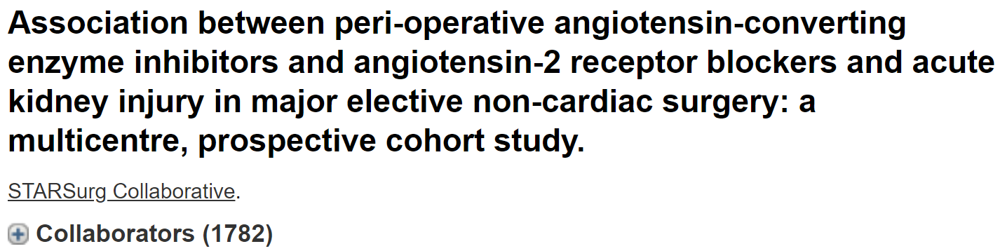 Association between peri-operative angiotensin-converting
enzyme inhibitors and angiotensin-2 receptor blockers and acute
kidney injury in major elective non-cardiac surgery: a
multicentre, prospective cohort study.
STARSurg Collaborative.
Collaborators (1782)